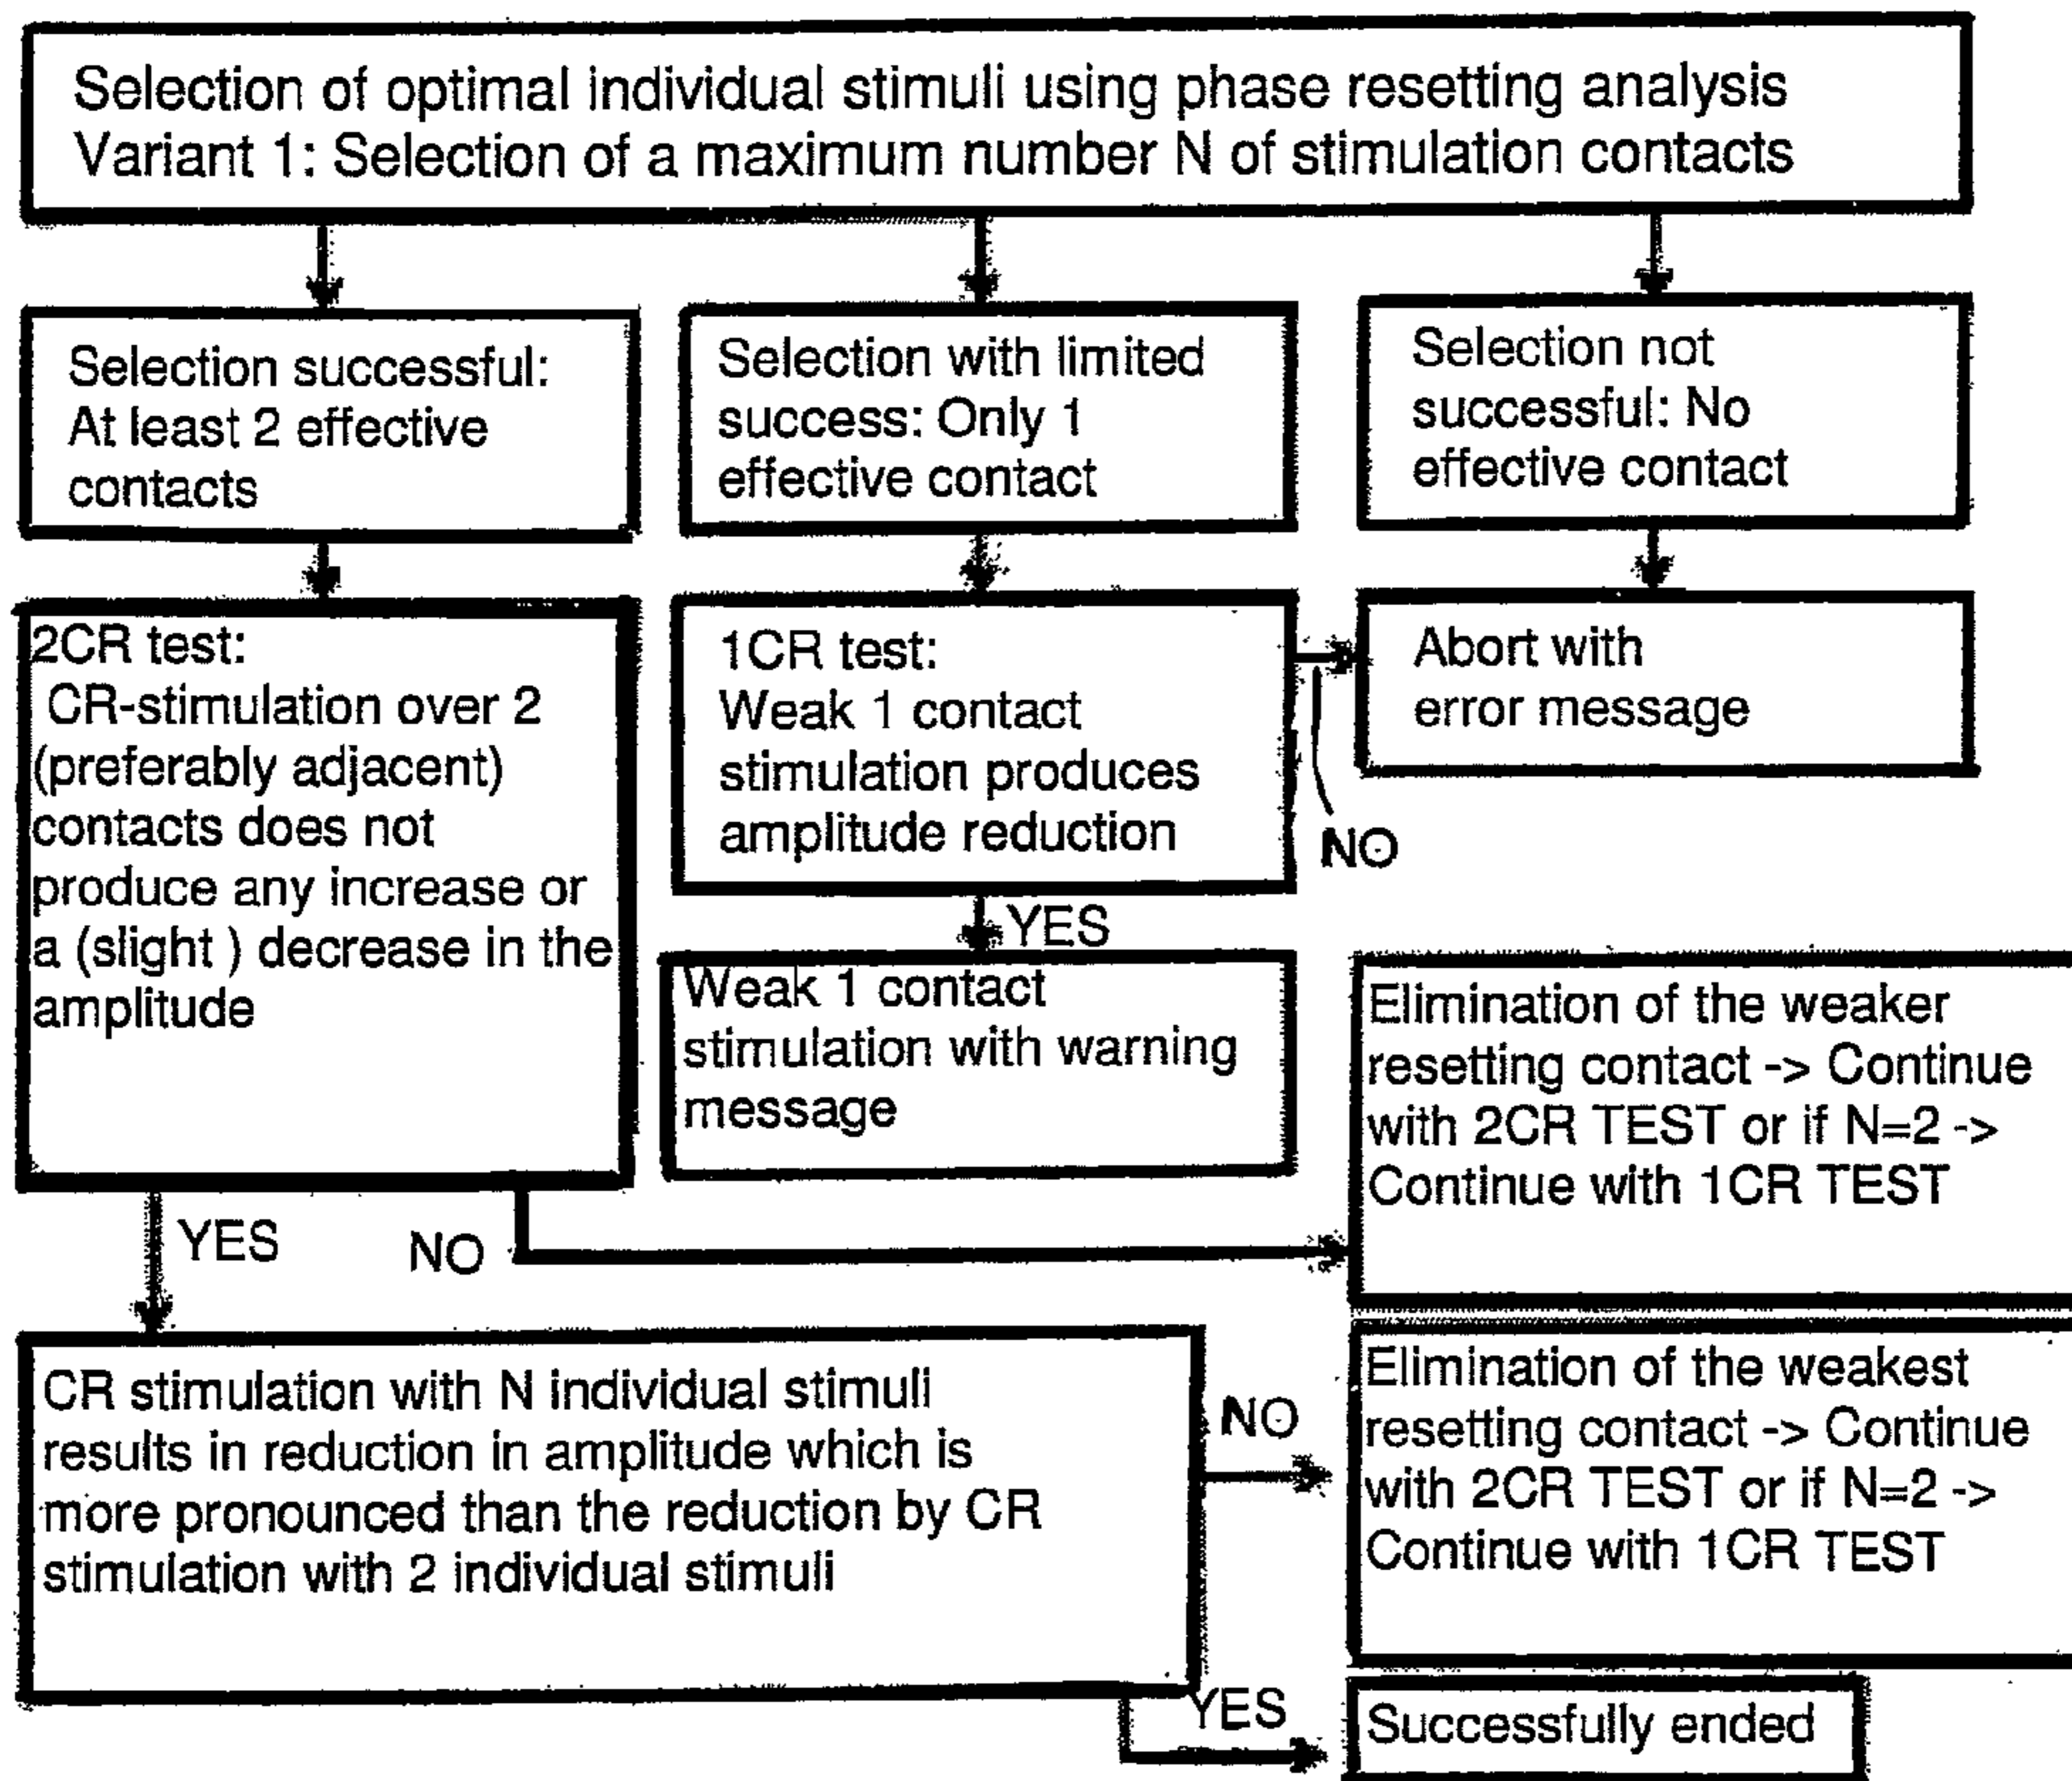 Selection of optimal individual stimuli using phase resetting analysis
Variant 1: Selection of a maximum number N of stimulation contacts
Selection successful:
At least 2 effective
contacts
Selection with limited
success: Only 1
effective contact
Selection not
successful: No
effective contact
2CR test:
CR-stimulation over 2
(preferably adjacent)
contacts does not
produce any increase or
a (slight ) decrease in the
amplitude
1CR test:
Weak 1 contact
stimulation produces
amplitude reduction
NO
Abort with
error message
YES
Weak 1 contact
stimulation with warning
message
Elimination of the weaker
resetting contact -> Continue
with 2CR TEST or if N=2 ->
Continue with 1CR TEST
YES
NO
CR stimulation with N individual stimuli
results in reduction in amplitude which is
more pronounced than the reduction by CR
stimulation with 2 individual stimuli
NO
Elimination of the weakest
resetting contact -> Continue
with 2CR TEST or if N=2 ->
Continue with 1CR TEST
YES
Successfully ended